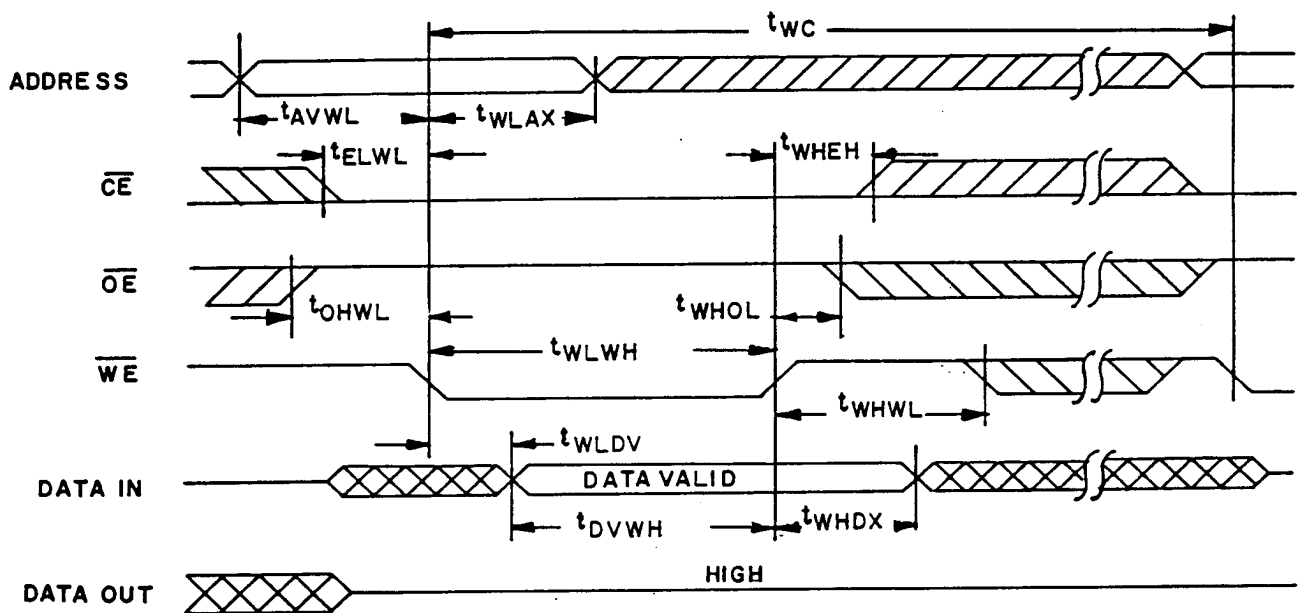 tWC
ADDRESS
tAVWL
tWLAX
tELWL
tWHEH
CE
OE
tOHWL
tWHOL
tWLWH
WE
tWHWL
tWLDV
DATA IN
DATA VALID
tDVWH
tWHDX
DATA OUT
HIGH